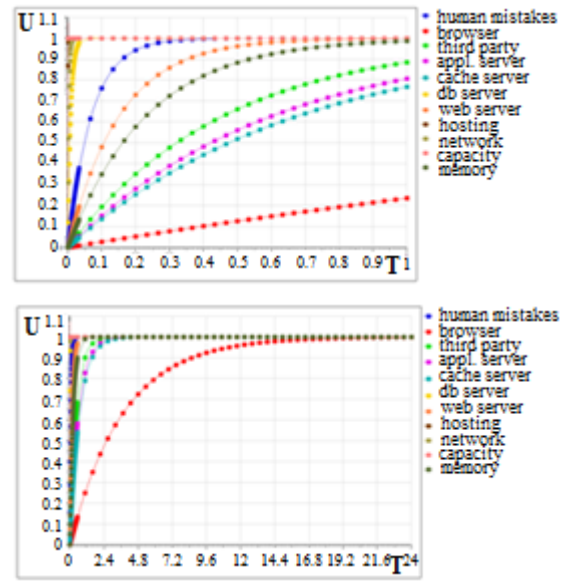 U 1.1
1
0.9
0.8
0.7
0.6
0.5
0.4
0.3
0.2
0.1
0
0 0.1 0.2 0.3 0.4 0.5 0.6 0.7 0.8 0.9 T 1
human mistakes
browser
third party
appl. server
cache server
db server
web server
hosting
network
capacity
memory
U 1.1
1
0.9
0.8
0.7
0.6
0.5
0.4
0.3
0.2
0.1
0
0 2.4 4.8 7.2 9.6 12 14.4 16.8 19.2 21.6 T 24
human mistakes
browser
third party
appl. server
cache server
db server
web server
hosting
network
capacity
memory